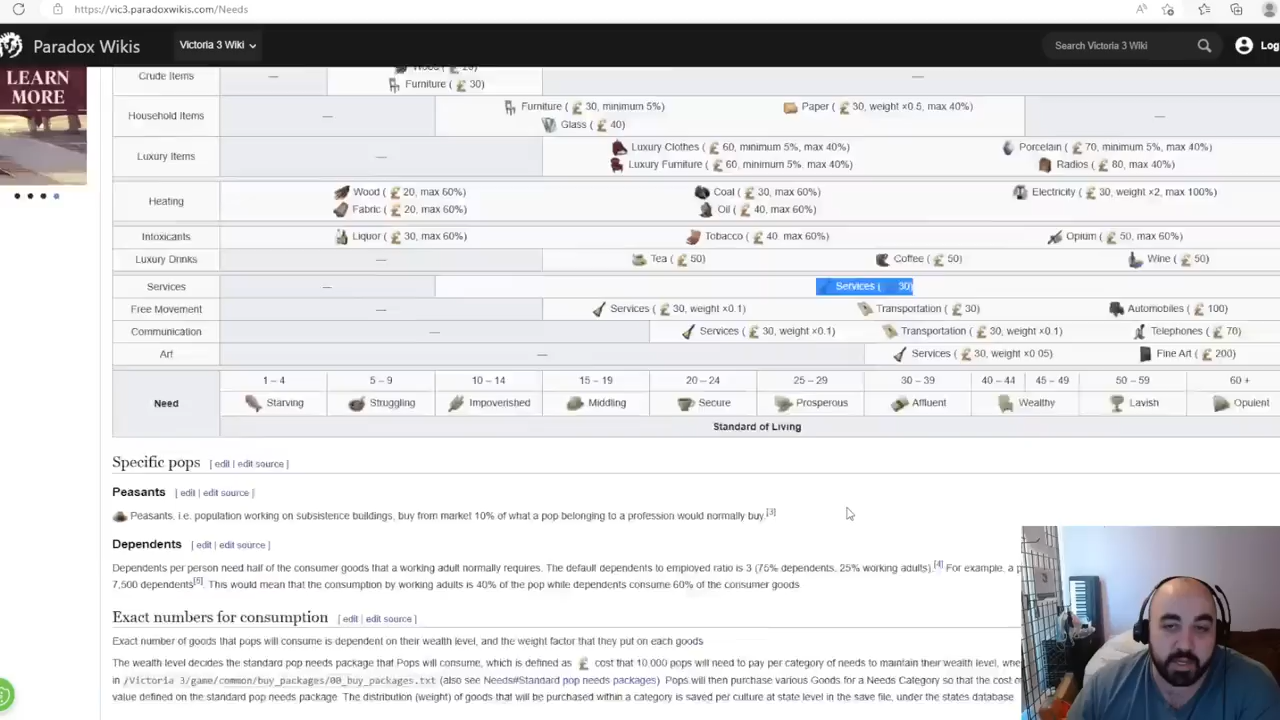 https://vic3.paradoxwikis.com/Needs
Paradox Wikis
Victoria 3 Wiki
Search Victoria 3 Wiki
Log
LEARN
MORE
Crude Items
—
Furniture ( £ 30)
—
Household Items
—
Furniture ( £ 30, minimum 5%)
Paper ( £ 30, weight ×0.5, max 40%)
Glass ( £ 40)
—
Luxury Items
—
Luxury Clothes ( £ 60, minimum 5%, max 40%)
Porcelain ( £ 70, minimum 5%, max 40%)
Luxury Furniture ( £ 60, minimum 5%, max 40%)
Radios ( £ 80, max 40%)
Heating
Wood ( £ 20, max 60%)
Coal ( £ 30, max 60%)
Electricity ( £ 30, weight ×2, max 100%)
Fabric ( £ 20, max 60%)
Oil ( £ 40, max 60%)
Intoxicants
Liquor ( £ 30, max 60%)
Tobacco ( £ 40, max 60%)
Opium ( £ 50, max 60%)
Luxury Drinks
—
Tea ( £ 50)
Coffee ( £ 50)
Wine ( £ 50)
Services
—
Services ( 30)
Free Movement
—
Services ( £ 30, weight ×0.1)
Transportation ( £ 30)
Automobiles ( £ 100)
Communication
—
Services ( £ 30, weight ×0.1)
Transportation ( £ 30, weight ×0.1)
Telephones ( £ 70)
Art
—
Services ( £ 30, weight ×0.05)
Fine Art ( £ 200)
Need
1 – 4 5 – 9 10 – 14 15 – 19 20 – 24 25 – 29 30 – 39 40 – 44 45 – 49 50 – 59 60 +
Starving Struggling Impoverished Middling Secure Prosperous Affluent Wealthy Lavish Opulent
Standard of Living
Specific pops [ edit | edit source ]
Peasants [ edit | edit source ]
Peasants, i.e. population working on subsistence buildings, buy from market 10% of what a pop belonging to a profession would normally buy.[3]
Dependents [ edit | edit source ]
Dependents per person need half of the consumer goods that a working adult normally requires. The default dependents to employed ratio is 3 (75% dependents, 25% working adults).[4] For example, a p
7,500 dependents[5] This would mean that the consumption by working adults is 40% of the pop while dependents consume 60% of the consumer goods
Exact numbers for consumption [ edit | edit source ]
Exact number of goods that pops will consume is dependent on their wealth level, and the weight factor that they put on each goods
The wealth level decides the standard pop needs package that Pops will consume, which is defined as £ cost that 10,000 pops will need to pay per category of needs to maintain their wealth level, whe
in /Victoria 3/game/common/buy_packages/00_buy_packages.txt (also see Needs#Standard pop needs packages) Pops will then purchase various Goods for a Needs Category so that the cost o
value defined on the standard pop needs package. The distribution (weight) of goods that will be purchased within a category is saved per culture at state level in the save file, under the states database